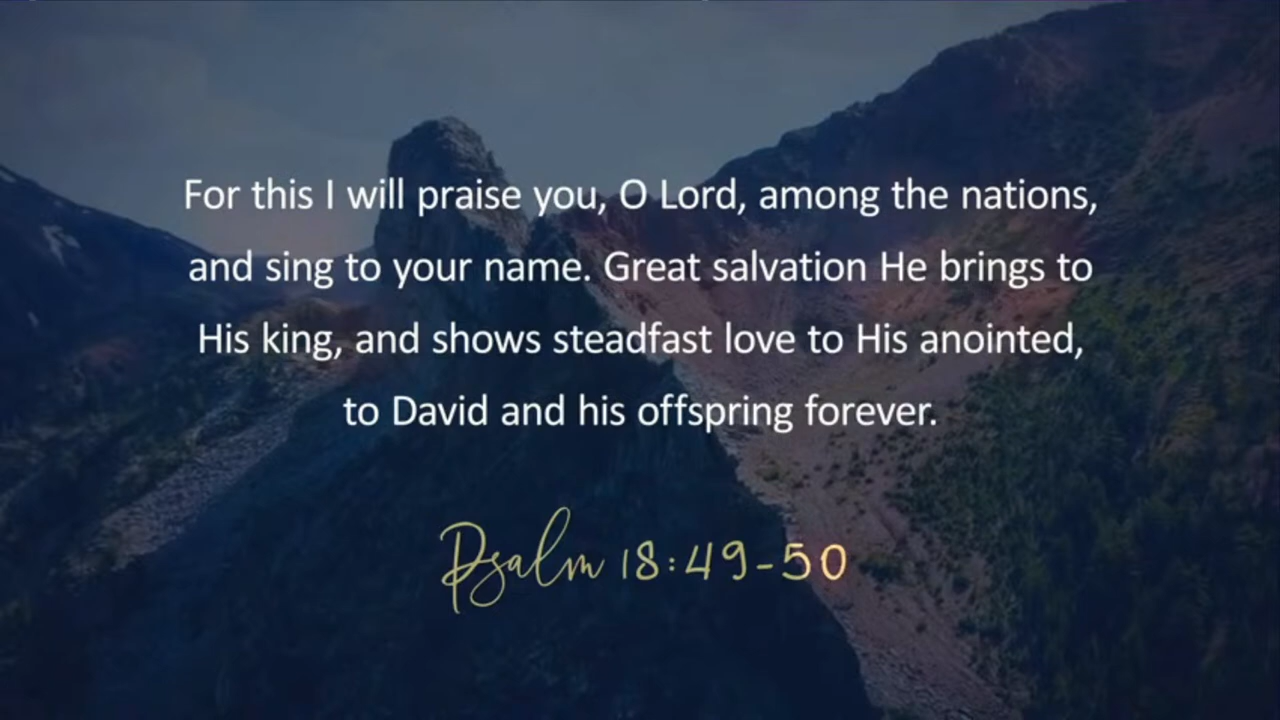 For this I will praise you, O Lord, among the nations,
and sing to your name. Great salvation He brings to
His king, and shows steadfast love to His anointed,
to David and his offspring forever.
Psalm 18:49-50